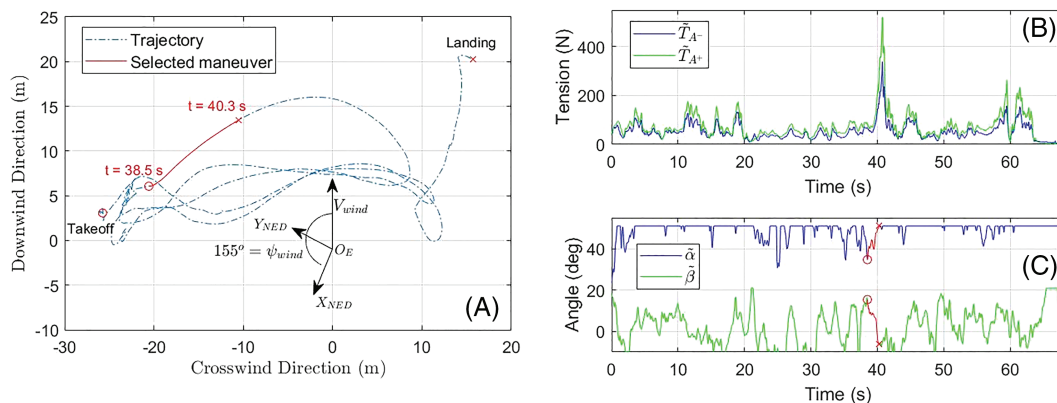 25
20
15
10
5
0
-5
-10
Downwind Direction (m)
Trajectory
Selected maneuver
Landing
t = 40.3 s
t = 38.5 s
Takeoff
V_wind
Y_NED
155° = ψ_wind
O_E
X_NED
(A)
-30 -20 -10 0 10 20
Crosswind Direction (m)
(B)
400
200
0
Tension (N)
T̃_A⁻
T̃_A⁺
0 10 20 30 40 50 60
Time (s)
40
20
0
Angle (deg)
α̃
β̃
(C)
0 10 20 30 40 50 60
Time (s)